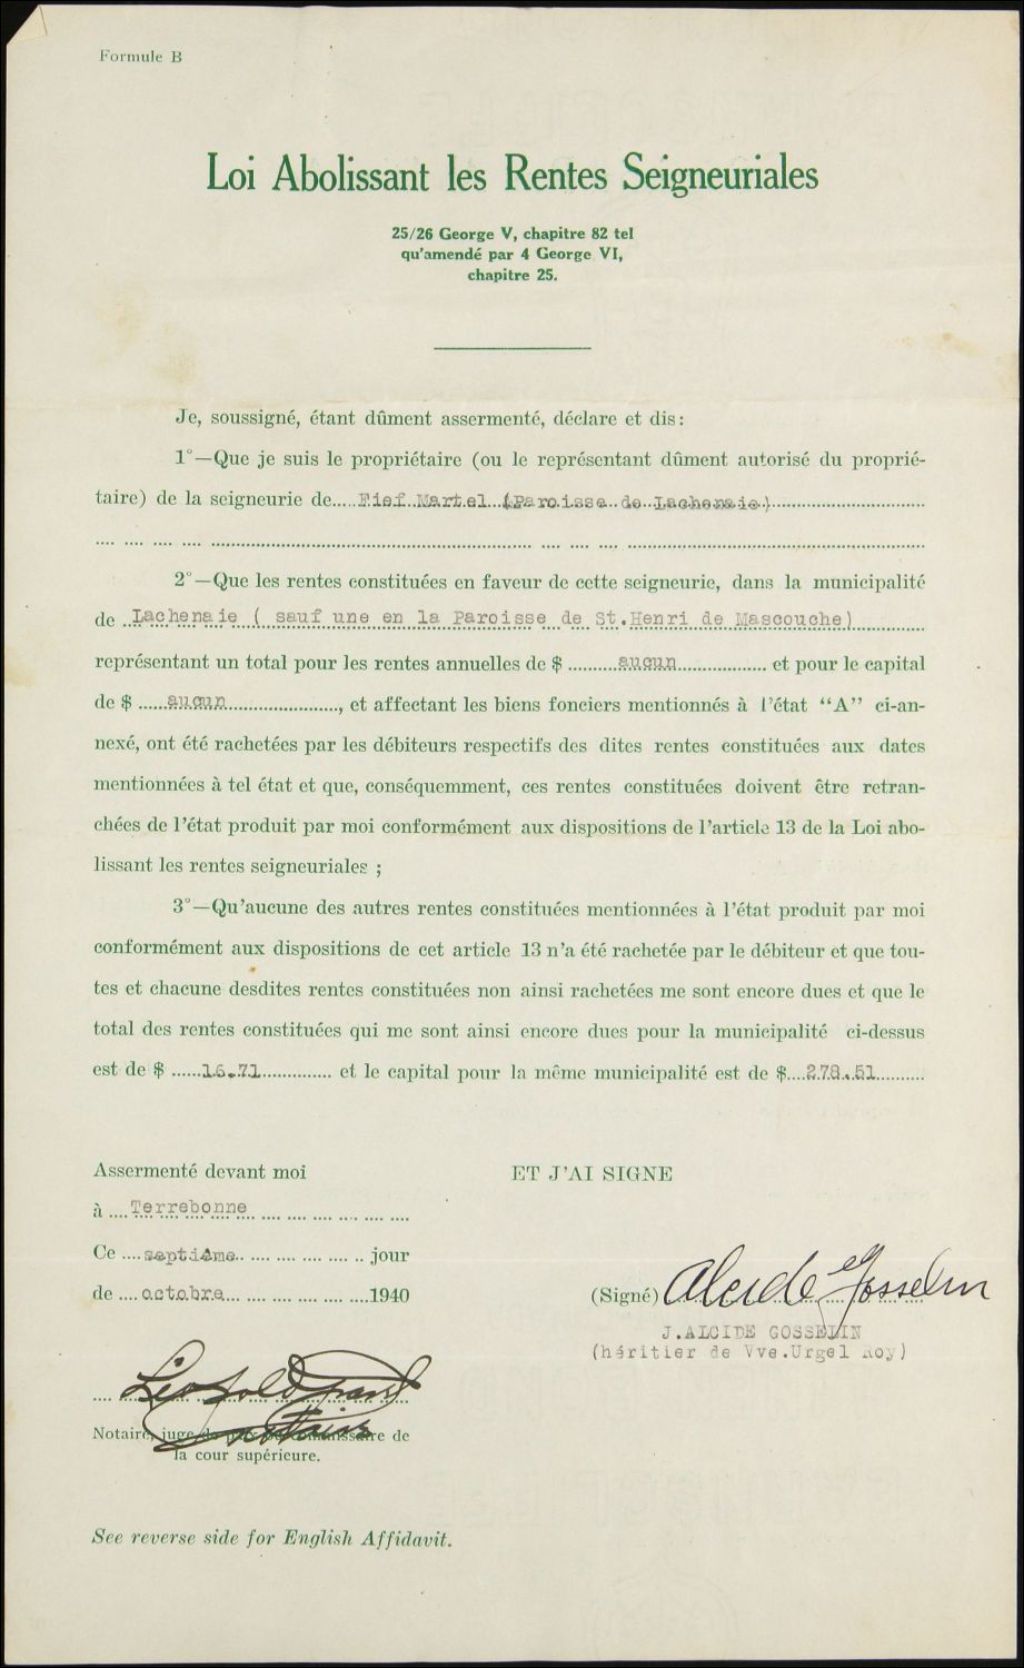 Formule B
Loi Abolissant les Rentes Seigneuriales
25/26 George V, chapitre 82 tel
qu'amendé par 4 George VI,
chapitre 25.
Je, soussigné, étant dûment assermenté, déclare et dis:
1°—Que je suis le propriétaire (ou le représentant dûment autorisé du proprié-
taire) de la seigneurie de Fief Martel (Paroisse de Lachenaie)
2°—Que les rentes constituées en faveur de cette seigneurie, dans la municipalité
de Lachenaie ( sauf une en la Paroisse de St.Henri de Mascouche)
représentant un total pour les rentes annuelles de $ aucun et pour le capital
de $ aucun, et affectant les biens fonciers mentionnés à l'état "A" ci-an-
nexé, ont été rachetées par les débiteurs respectifs des dites rentes constituées aux dates
mentionnées à tel état et que, conséquemment, ces rentes constituées doivent être retran-
chées de l'état produit par moi conformément aux dispositions de l'article 13 de la Loi abo-
lissant les rentes seigneuriales ;
3°—Qu'aucune des autres rentes constituées mentionnées à l'état produit par moi
conformément aux dispositions de cet article 13 n'a été rachetée par le débiteur et que tou-
tes et chacune desdites rentes constituées non ainsi rachetées me sont encore dues et que le
total des rentes constituées qui me sont ainsi encore dues pour la municipalité ci-dessus
est de $ 16.71 et le capital pour la même municipalité est de $ 278.51
Assermenté devant moi
ET J'AI SIGNE
à Terrebonne
Ce septième jour
de octobre 1940
(Signé) Alcide Gosselin
J.ALCIDE GOSSELIN
(héritier de Vve.Urgel Roy)
Léopold
notaire
Notaire, juge de paix ou commissaire de
la cour supérieure.
See reverse side for English Affidavit.